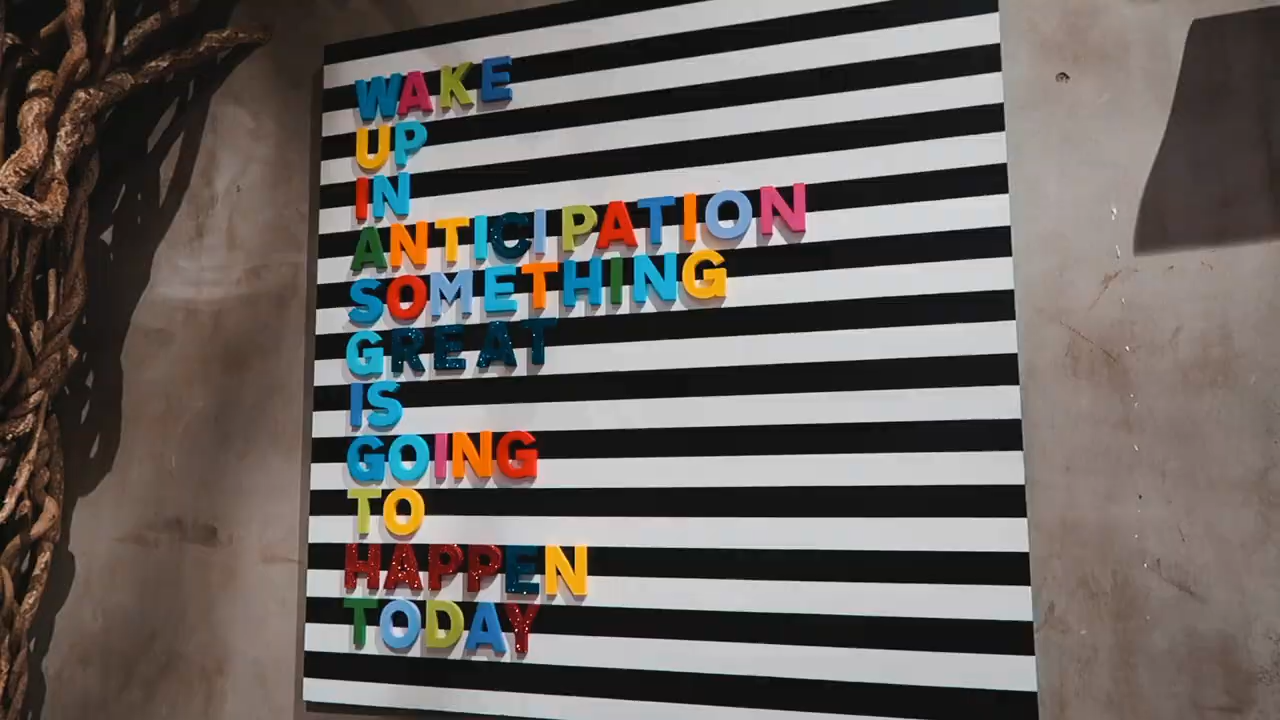 WAKE
UP
IN
ANTICIPATION
SOMETHING
GREAT
IS
GOING
TO
HAPPEN
TODAY